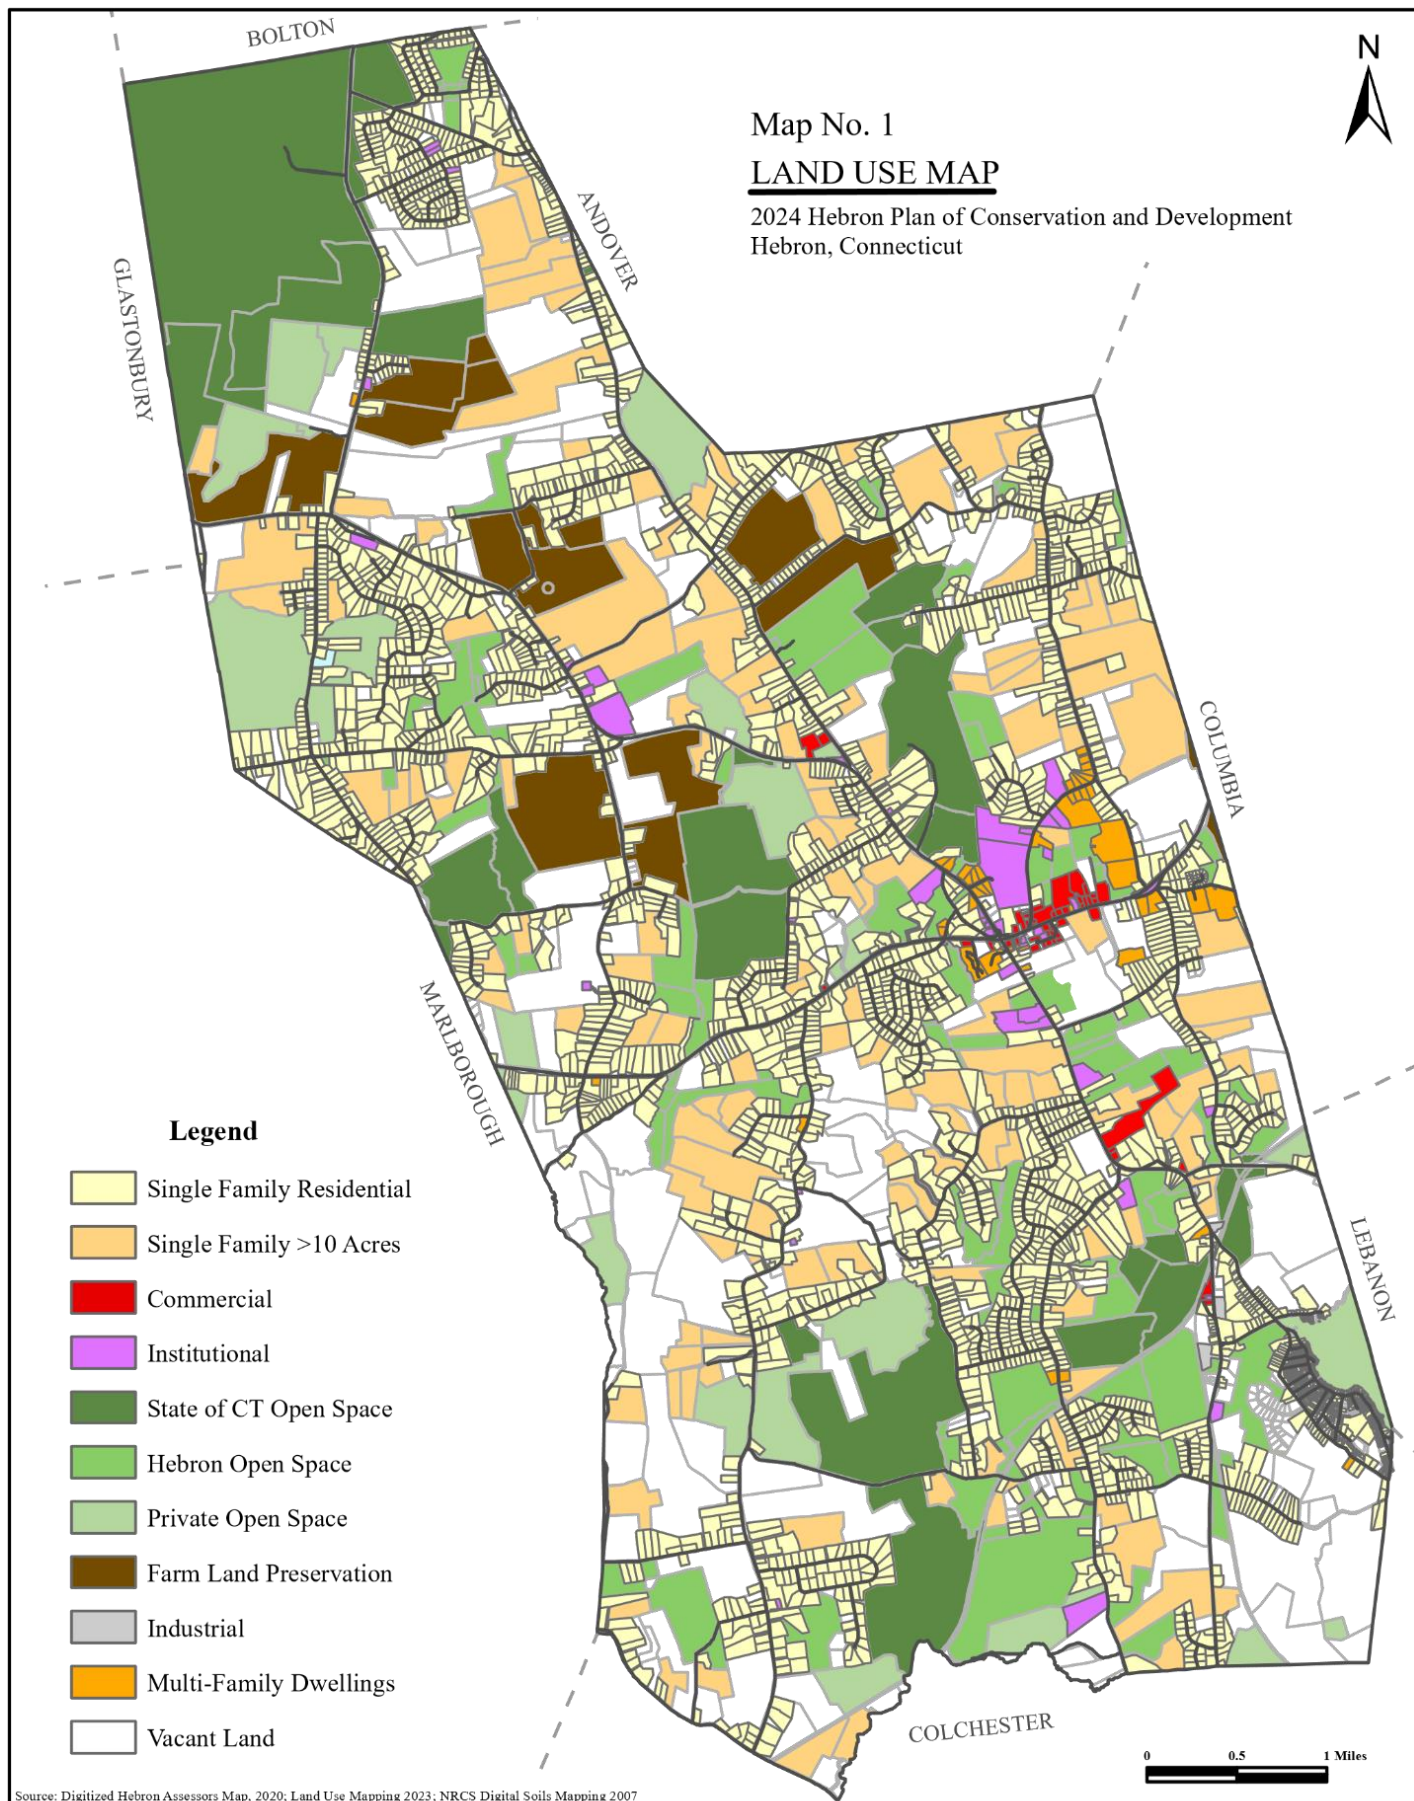 BOLTON
N
Map No. 1
LAND USE MAP
2024 Hebron Plan of Conservation and Development
Hebron, Connecticut
ANDOVER
GLASTONBURY
COLUMBIA
MARLBOROUGH
LEBANON
Legend
Single Family Residential
Single Family >10 Acres
Commercial
Institutional
State of CT Open Space
Hebron Open Space
Private Open Space
Farm Land Preservation
Industrial
Multi-Family Dwellings
Vacant Land
COLCHESTER
0 0.5 1 Miles
Source: Digitized Hebron Assessors Map, 2020; Land Use Mapping 2023; NRCS Digital Soils Mapping 2007